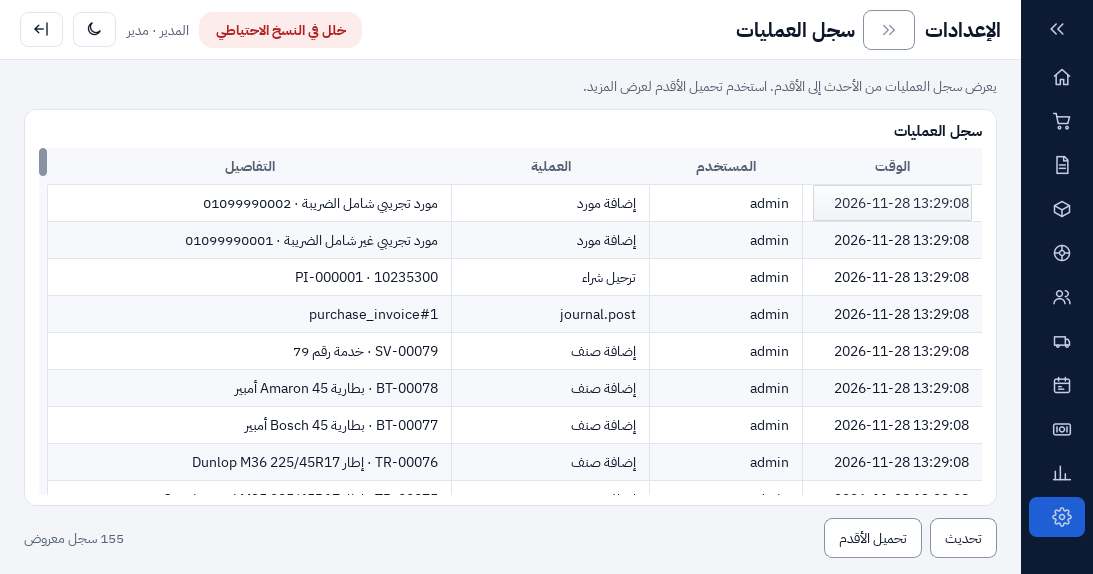 الإعدادات
سجل العمليات
خلل في النسخ الاحتياطي
المدير · مدير
يعرض سجل العمليات من الأحدث إلى الأقدم. استخدم تحميل الأقدم لعرض المزيد.
سجل العمليات
الوقت المستخدم العملية التفاصيل
2026-11-28 13:29:08 admin إضافة مورد مورد تجريبي شامل الضريبة · 01099990002
2026-11-28 13:29:08 admin إضافة مورد مورد تجريبي غير شامل الضريبة · 01099990001
2026-11-28 13:29:08 admin ترحيل شراء PI-000001 · 10235300
2026-11-28 13:29:08 admin journal.post purchase_invoice#1
2026-11-28 13:29:08 admin إضافة صنف SV-00079 · خدمة رقم 79
2026-11-28 13:29:08 admin إضافة صنف BT-00078 · بطارية Amaron 45 أمبير
2026-11-28 13:29:08 admin إضافة صنف BT-00077 · بطارية Bosch 45 أمبير
2026-11-28 13:29:08 admin إضافة صنف TR-00076 · إطار Dunlop M36 225/45R17
تحديث
تحميل الأقدم
155 سجل معروض